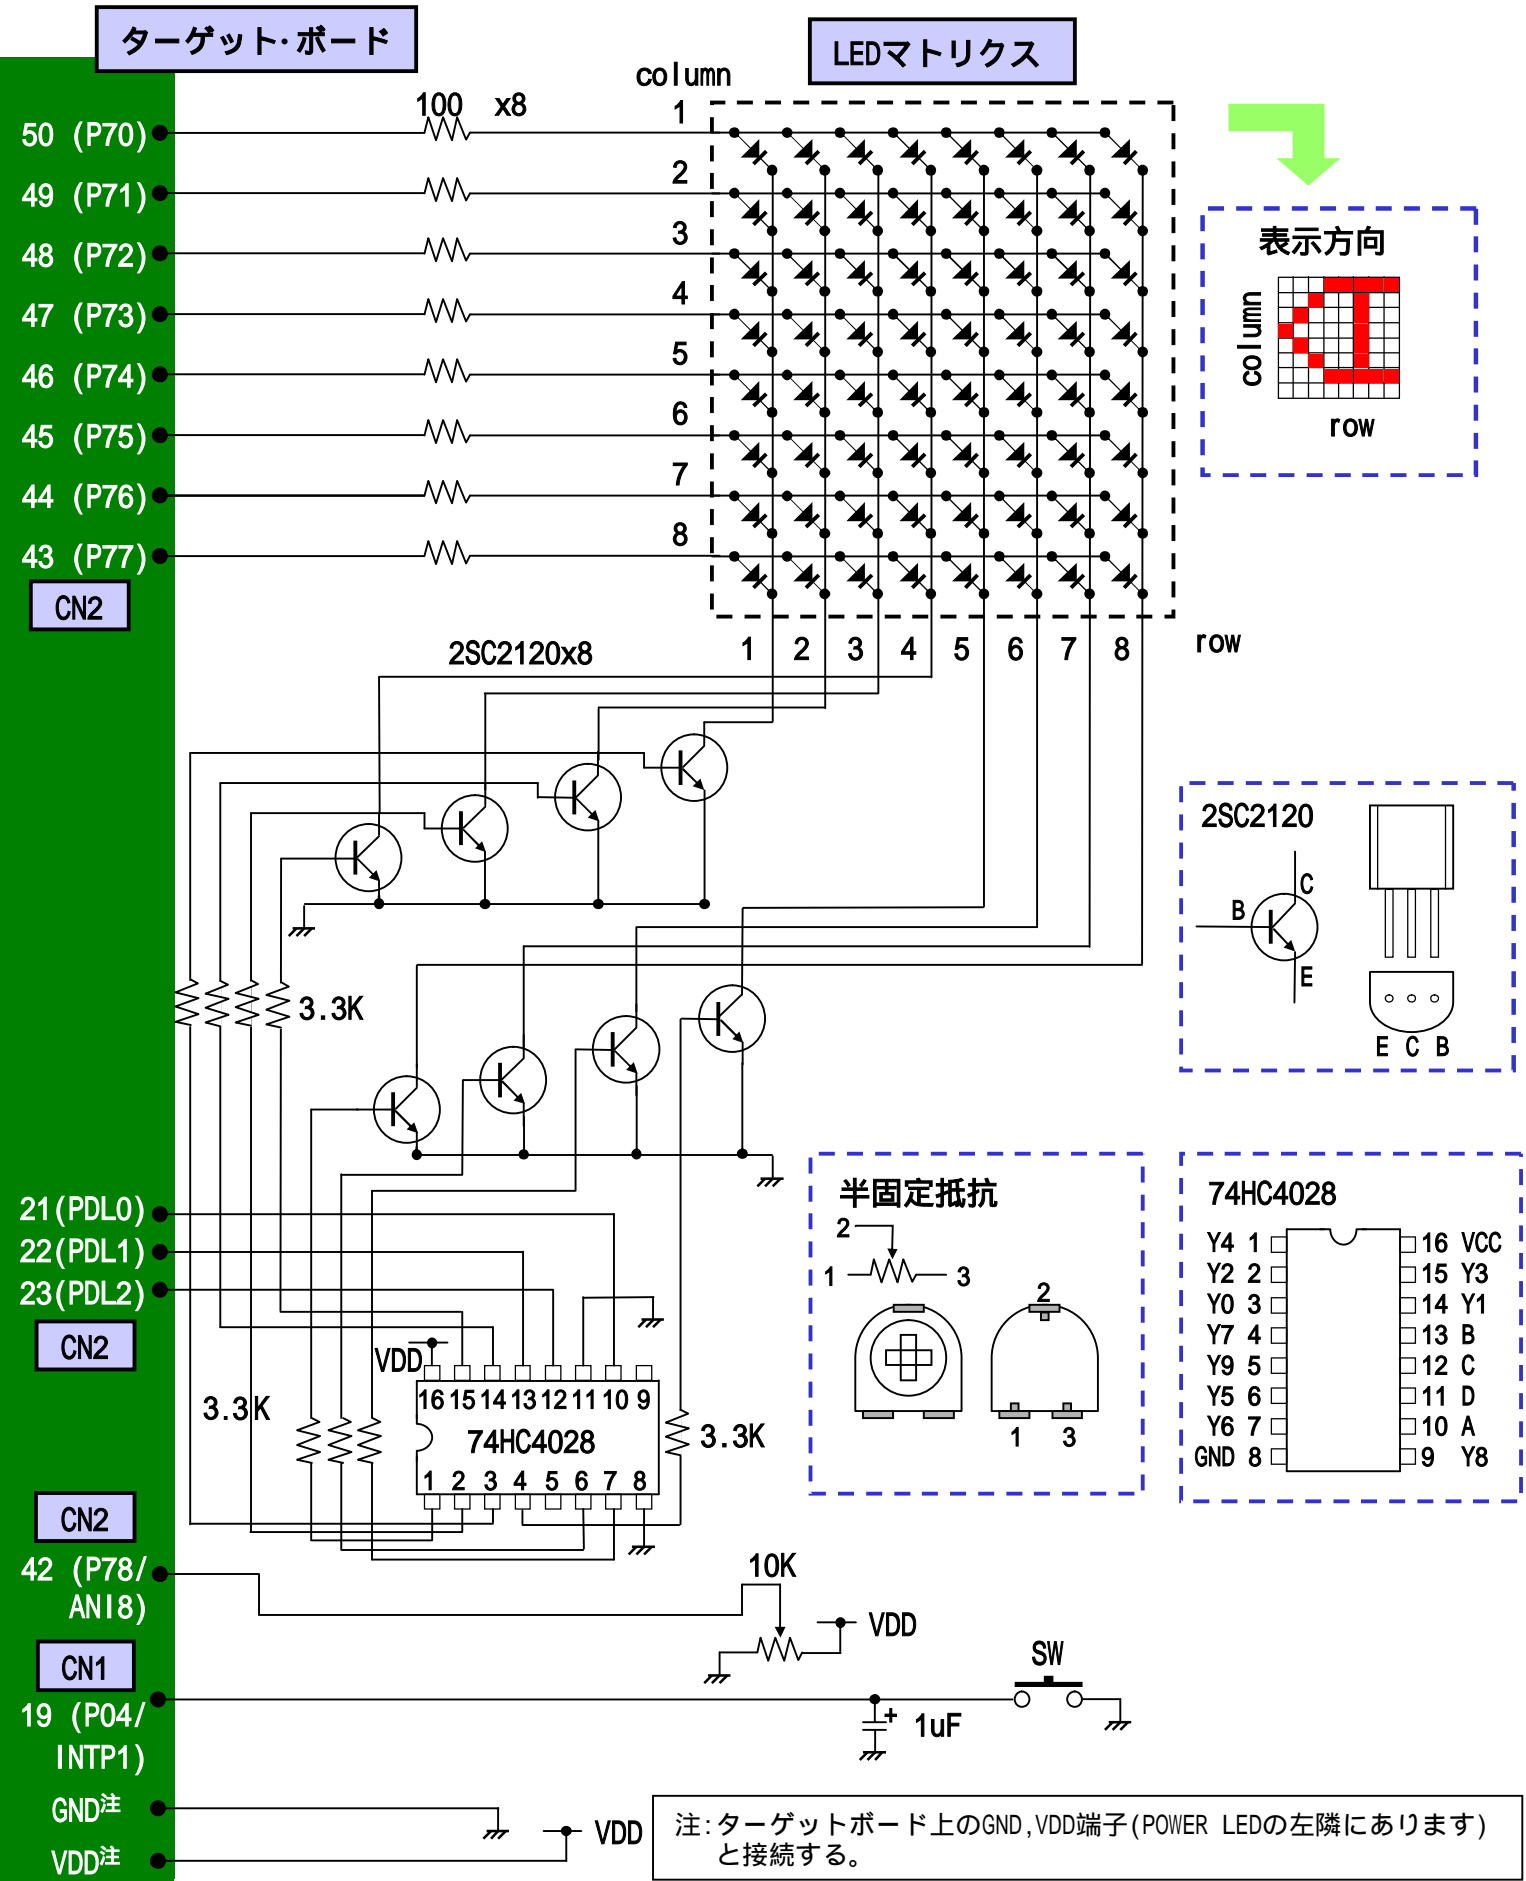 ターゲット・ボード
LEDマトリクス
column
100 x8
50 (P70)
49 (P71)
48 (P72)
47 (P73)
46 (P74)
45 (P75)
44 (P76)
43 (P77)
CN2
1
2
3
4
5
6
7
8
1 2 3 4 5 6 7 8
row
表示方向
column
row
2SC2120x8
3.3K
2SC2120
B
C
E
E C B
21(PDL0)
22(PDL1)
23(PDL2)
CN2
VDD
16 15 14 13 12 11 10 9
74HC4028
1 2 3 4 5 6 7 8
3.3K
3.3K
半固定抵抗
2
1
3
2
1 3
74HC4028
Y4 1 16 VCC
Y2 2 15 Y3
Y0 3 14 Y1
Y7 4 13 B
Y9 5 12 C
Y5 6 11 D
Y6 7 10 A
GND 8 9 Y8
CN2
42 (P78/
ANI8)
10K
VDD
CN1
19 (P04/
INTP1)
SW
+
1uF
GND注
VDD注
VDD
注:ターゲットボード上のGND,VDD端子(POWER LEDの左隣にあります)
と接続する。